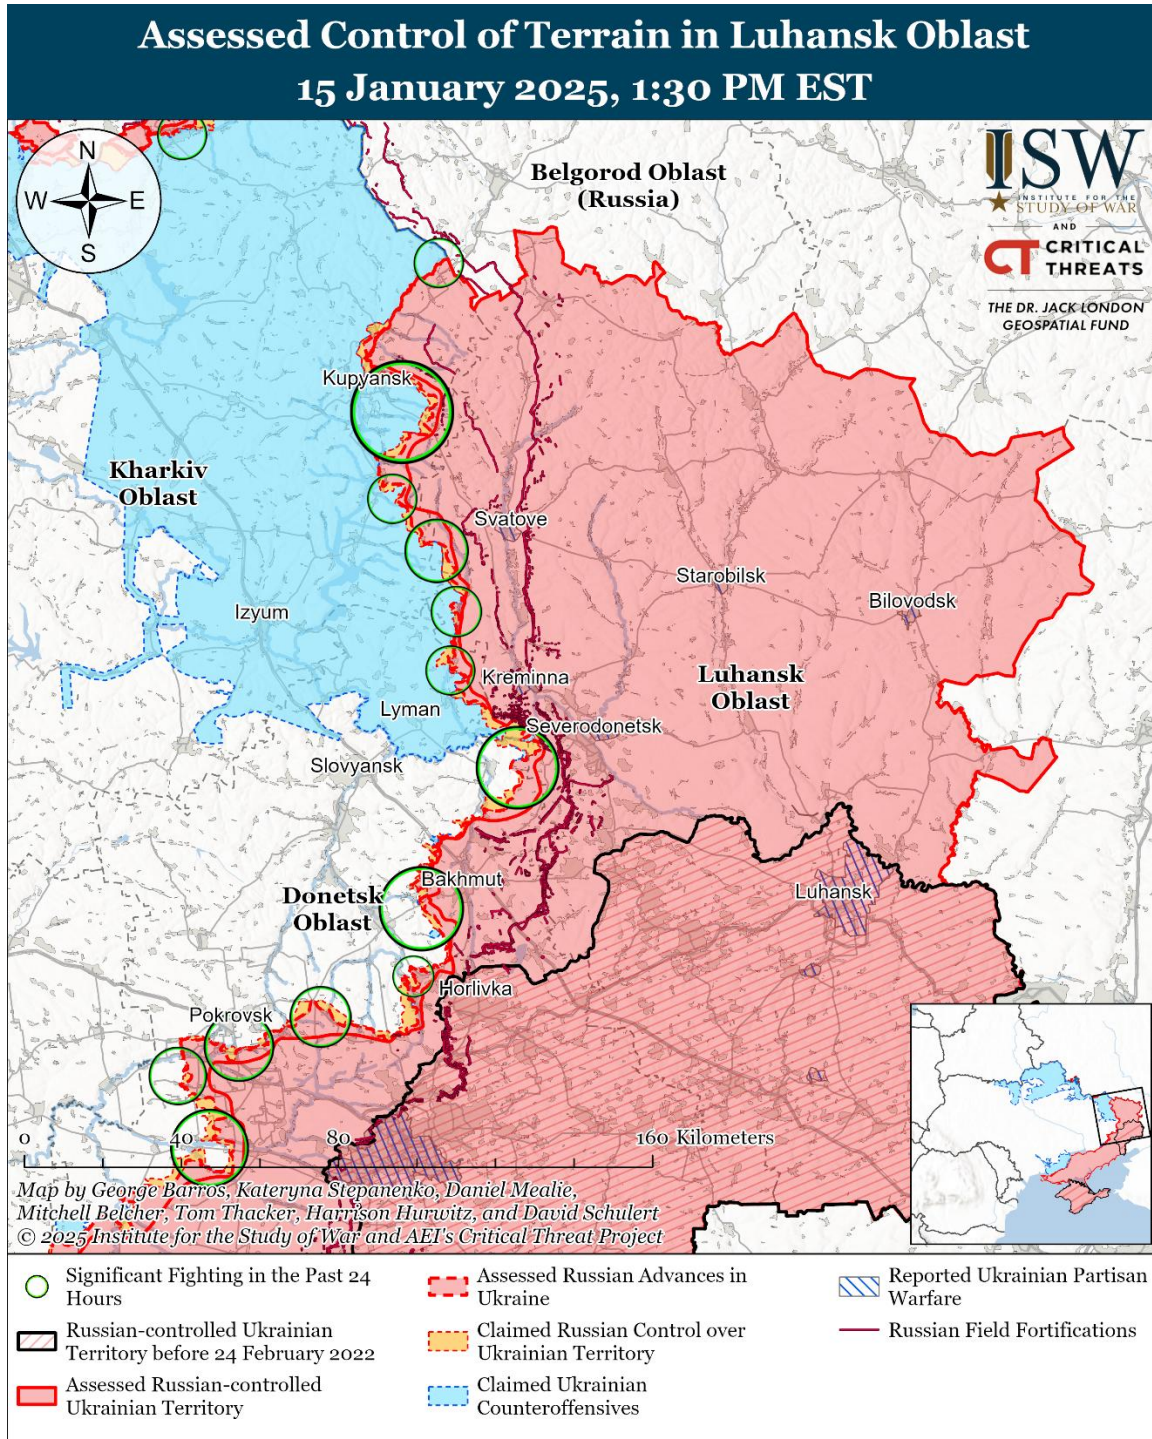 Assessed Control of Terrain in Luhansk Oblast
15 January 2025, 1:30 PM EST
N
W
E
S
Belgorod Oblast
(Russia)
ISW
INSTITUTE FOR THE
STUDY OF WAR
AND
CT CRITICAL
THREATS
THE DR. JACK LONDON
GEOSPATIAL FUND
Kupyansk
Kharkiv
Oblast
Svatove
Starobilsk
Bilovodsk
Izyum
Kreminna
Luhansk
Oblast
Lyman
Severodonetsk
Slovyansk
Bakhmut
Donetsk
Oblast
Luhansk
Horlivka
Pokrovsk
0
40
80
160 Kilometers
Map by George Barros, Kateryna Stepanenko, Daniel Mealie,
Mitchell Belcher, Tom Thacker, Harrison Hurwitz, and David Schulert
© 2025 Institute for the Study of War and AEI's Critical Threat Project
Significant Fighting in the Past 24
Hours
Russian-controlled Ukrainian
Territory before 24 February 2022
Assessed Russian-controlled
Ukrainian Territory
Assessed Russian Advances in
Ukraine
Claimed Russian Control over
Ukrainian Territory
Claimed Ukrainian
Counteroffensives
Reported Ukrainian Partisan
Warfare
Russian Field Fortifications